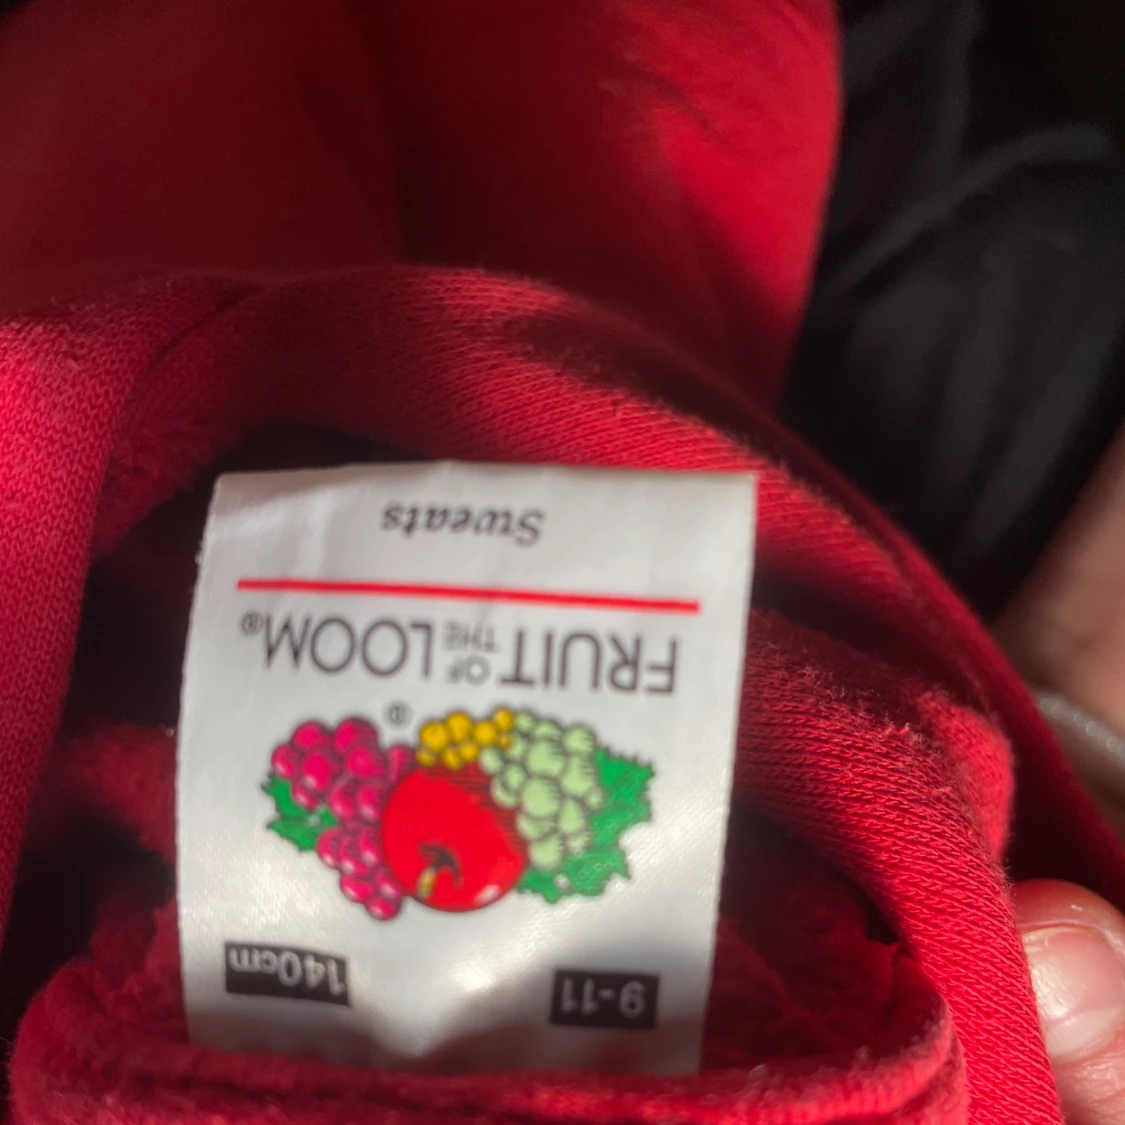 9-11 140cm
®
FRUIT OF THE LOOM®
Sweats